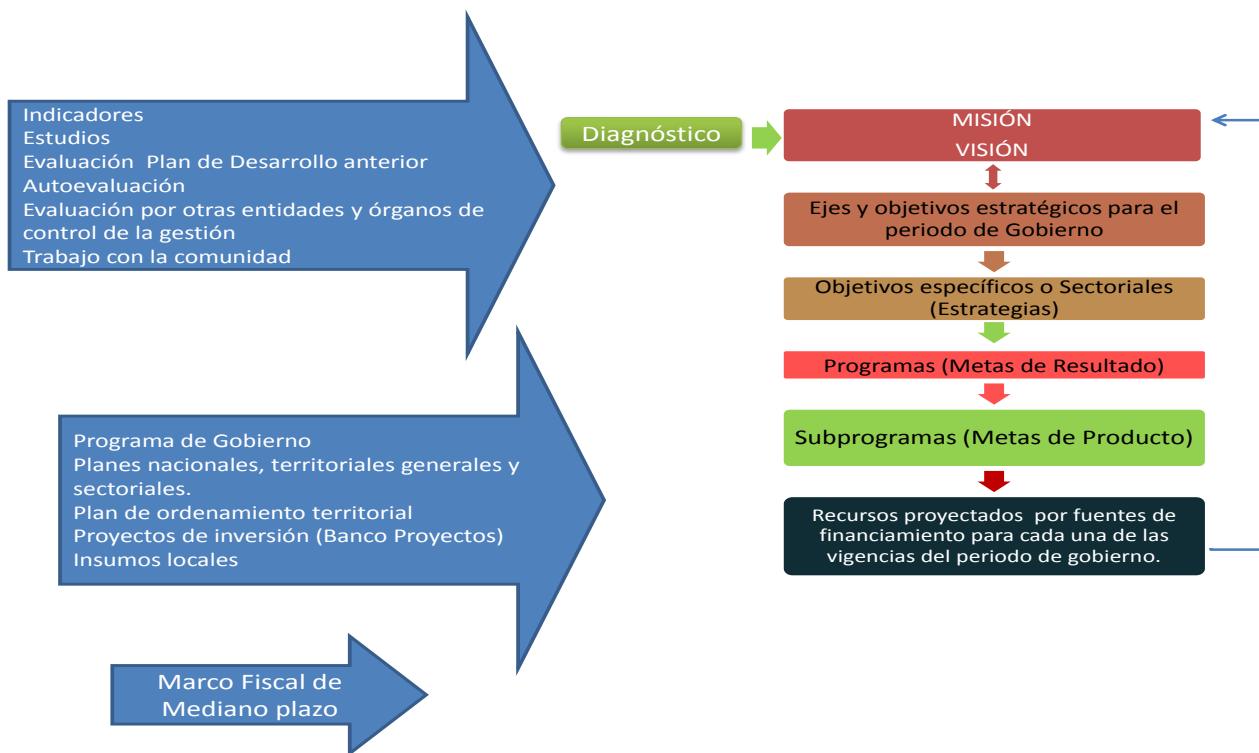 Indicadores
Estudios
Evaluación  Plan de Desarrollo anterior
Autoevaluación
Evaluación por otras entidades y órganos de
control de la gestión
Trabajo con la comunidad
Diagnóstico
MISIÓN
VISIÓN
Ejes y objetivos estratégicos para el
periodo de Gobierno
Objetivos específicos o Sectoriales
(Estrategias)
Programas (Metas de Resultado)
Subprogramas (Metas de Producto)
Recursos proyectados  por fuentes de
financiamiento para cada una de las
vigencias del periodo de gobierno.
Programa de Gobierno
Planes nacionales, territoriales generales y
sectoriales.
Plan de ordenamiento territorial
Proyectos de inversión (Banco Proyectos)
Insumos locales
Marco Fiscal de
Mediano plazo